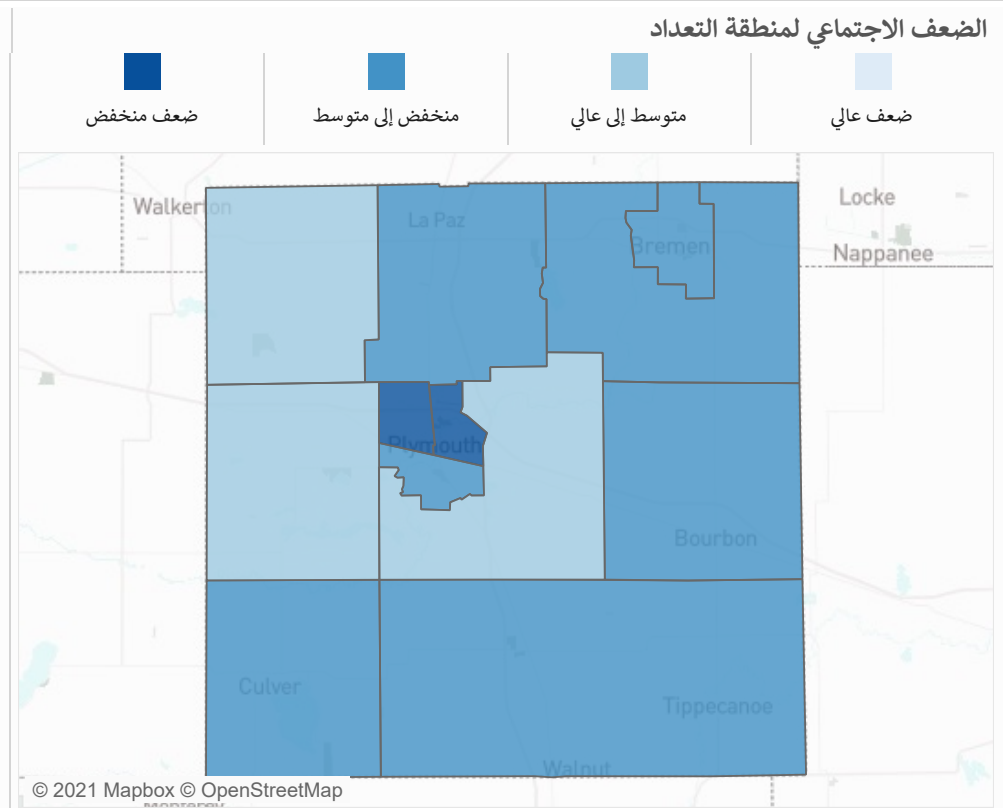 الضعف الاجتماعي لمنطقة التعداد
ضعف عالي
متوسط إلى عالي
منخفض إلى متوسط
ضعف منخفض
Walkerton
La Paz
Bremen
Locke
Nappanee
Plymouth
Bourbon
Culver
Tippecanoe
Walnut
© 2021 Mapbox © OpenStreetMap
Monterey